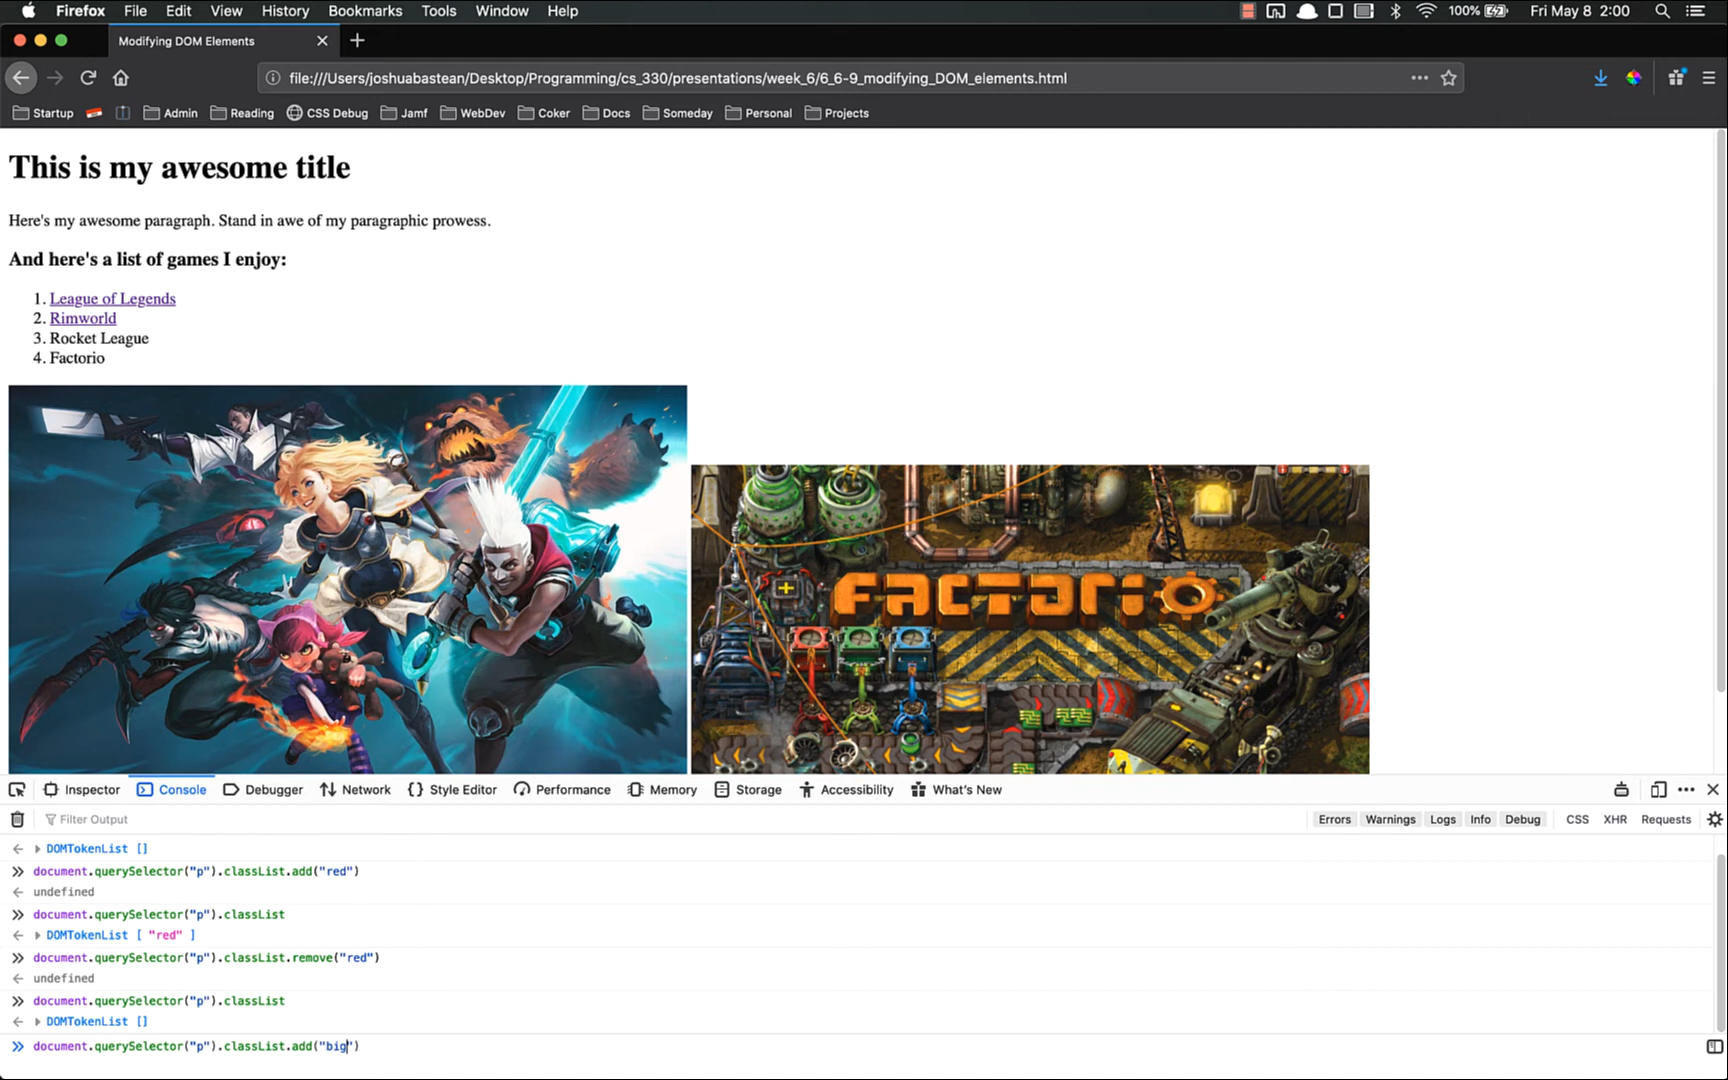 Firefox File Edit View History Bookmarks Tools Window Help 100% Fri May 8 2:00
Modifying DOM Elements
file:///Users/joshuabastean/Desktop/Programming/cs_330/presentations/week_6/6_6-9_modifying_DOM_elements.html
Startup Admin Reading CSS Debug Jamf WebDev Coker Docs Someday Personal Projects
This is my awesome title
Here's my awesome paragraph. Stand in awe of my paragraphic prowess.
And here's a list of games I enjoy:
1. League of Legends
2. Rimworld
3. Rocket League
4. Factorio
FACTORIO
Inspector Console Debugger Network {} Style Editor Performance Memory Storage Accessibility What's New
Filter Output Errors Warnings Logs Info Debug CSS XHR Requests
DOMTokenList []
document.querySelector("p").classList.add("red")
undefined
document.querySelector("p").classList
DOMTokenList [ "red" ]
document.querySelector("p").classList.remove("red")
undefined
document.querySelector("p").classList
DOMTokenList []
document.querySelector("p").classList.add("big")